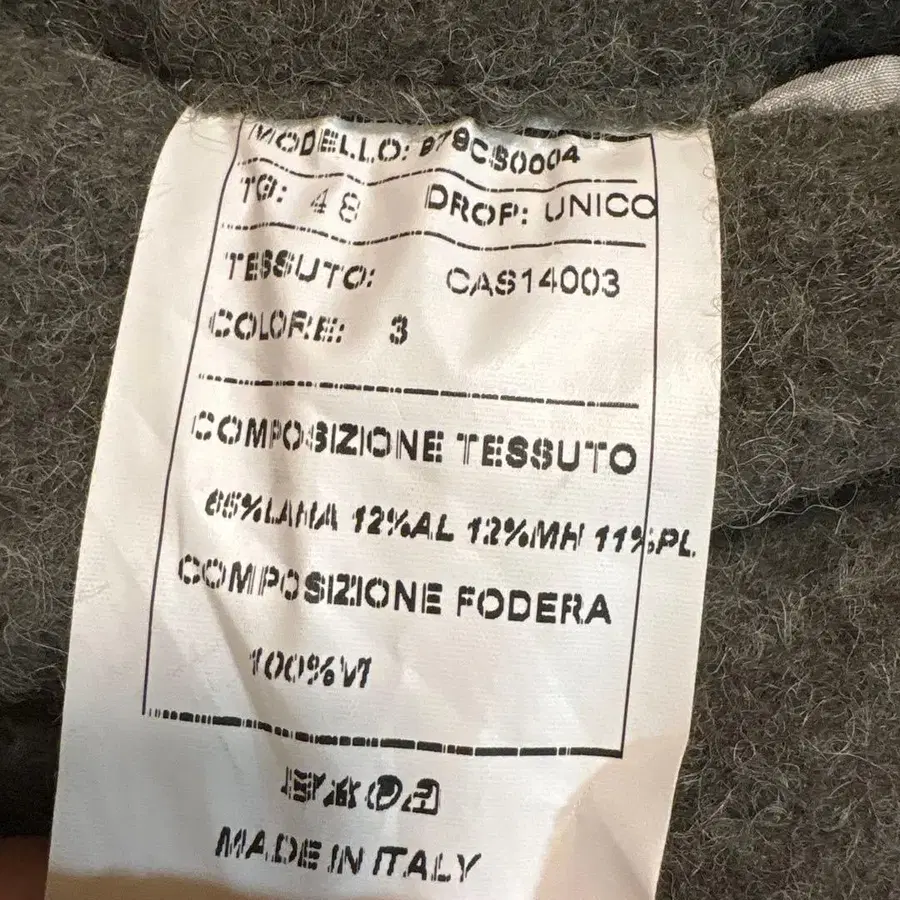 MODELLO: 978CS0004
TG: 48 DROP: UNICO
TESSUTO: CAS14003
COLORE: 3
COMPOSIZIONE TESSUTO
65%LANA 12%AL 12%MH 11%PL
COMPOSIZIONE FODERA
100%VI
MADE IN ITALY